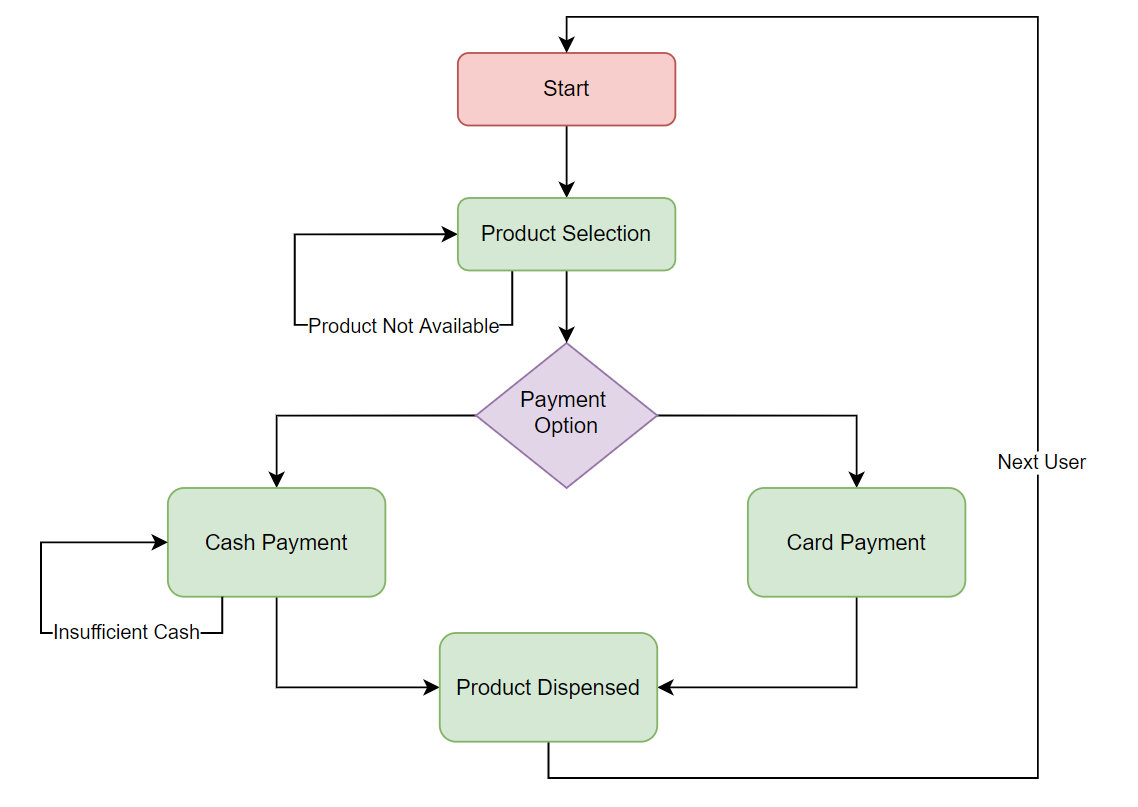 Start
Product Selection
Product Not Available
Payment
Option
Next User
Cash Payment
Card Payment
Insufficient Cash
Product Dispensed